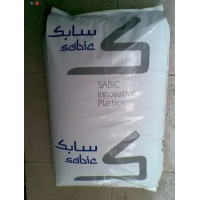 سابك
sabic
SABIC
Innovative
Plastics
سابك
sabic